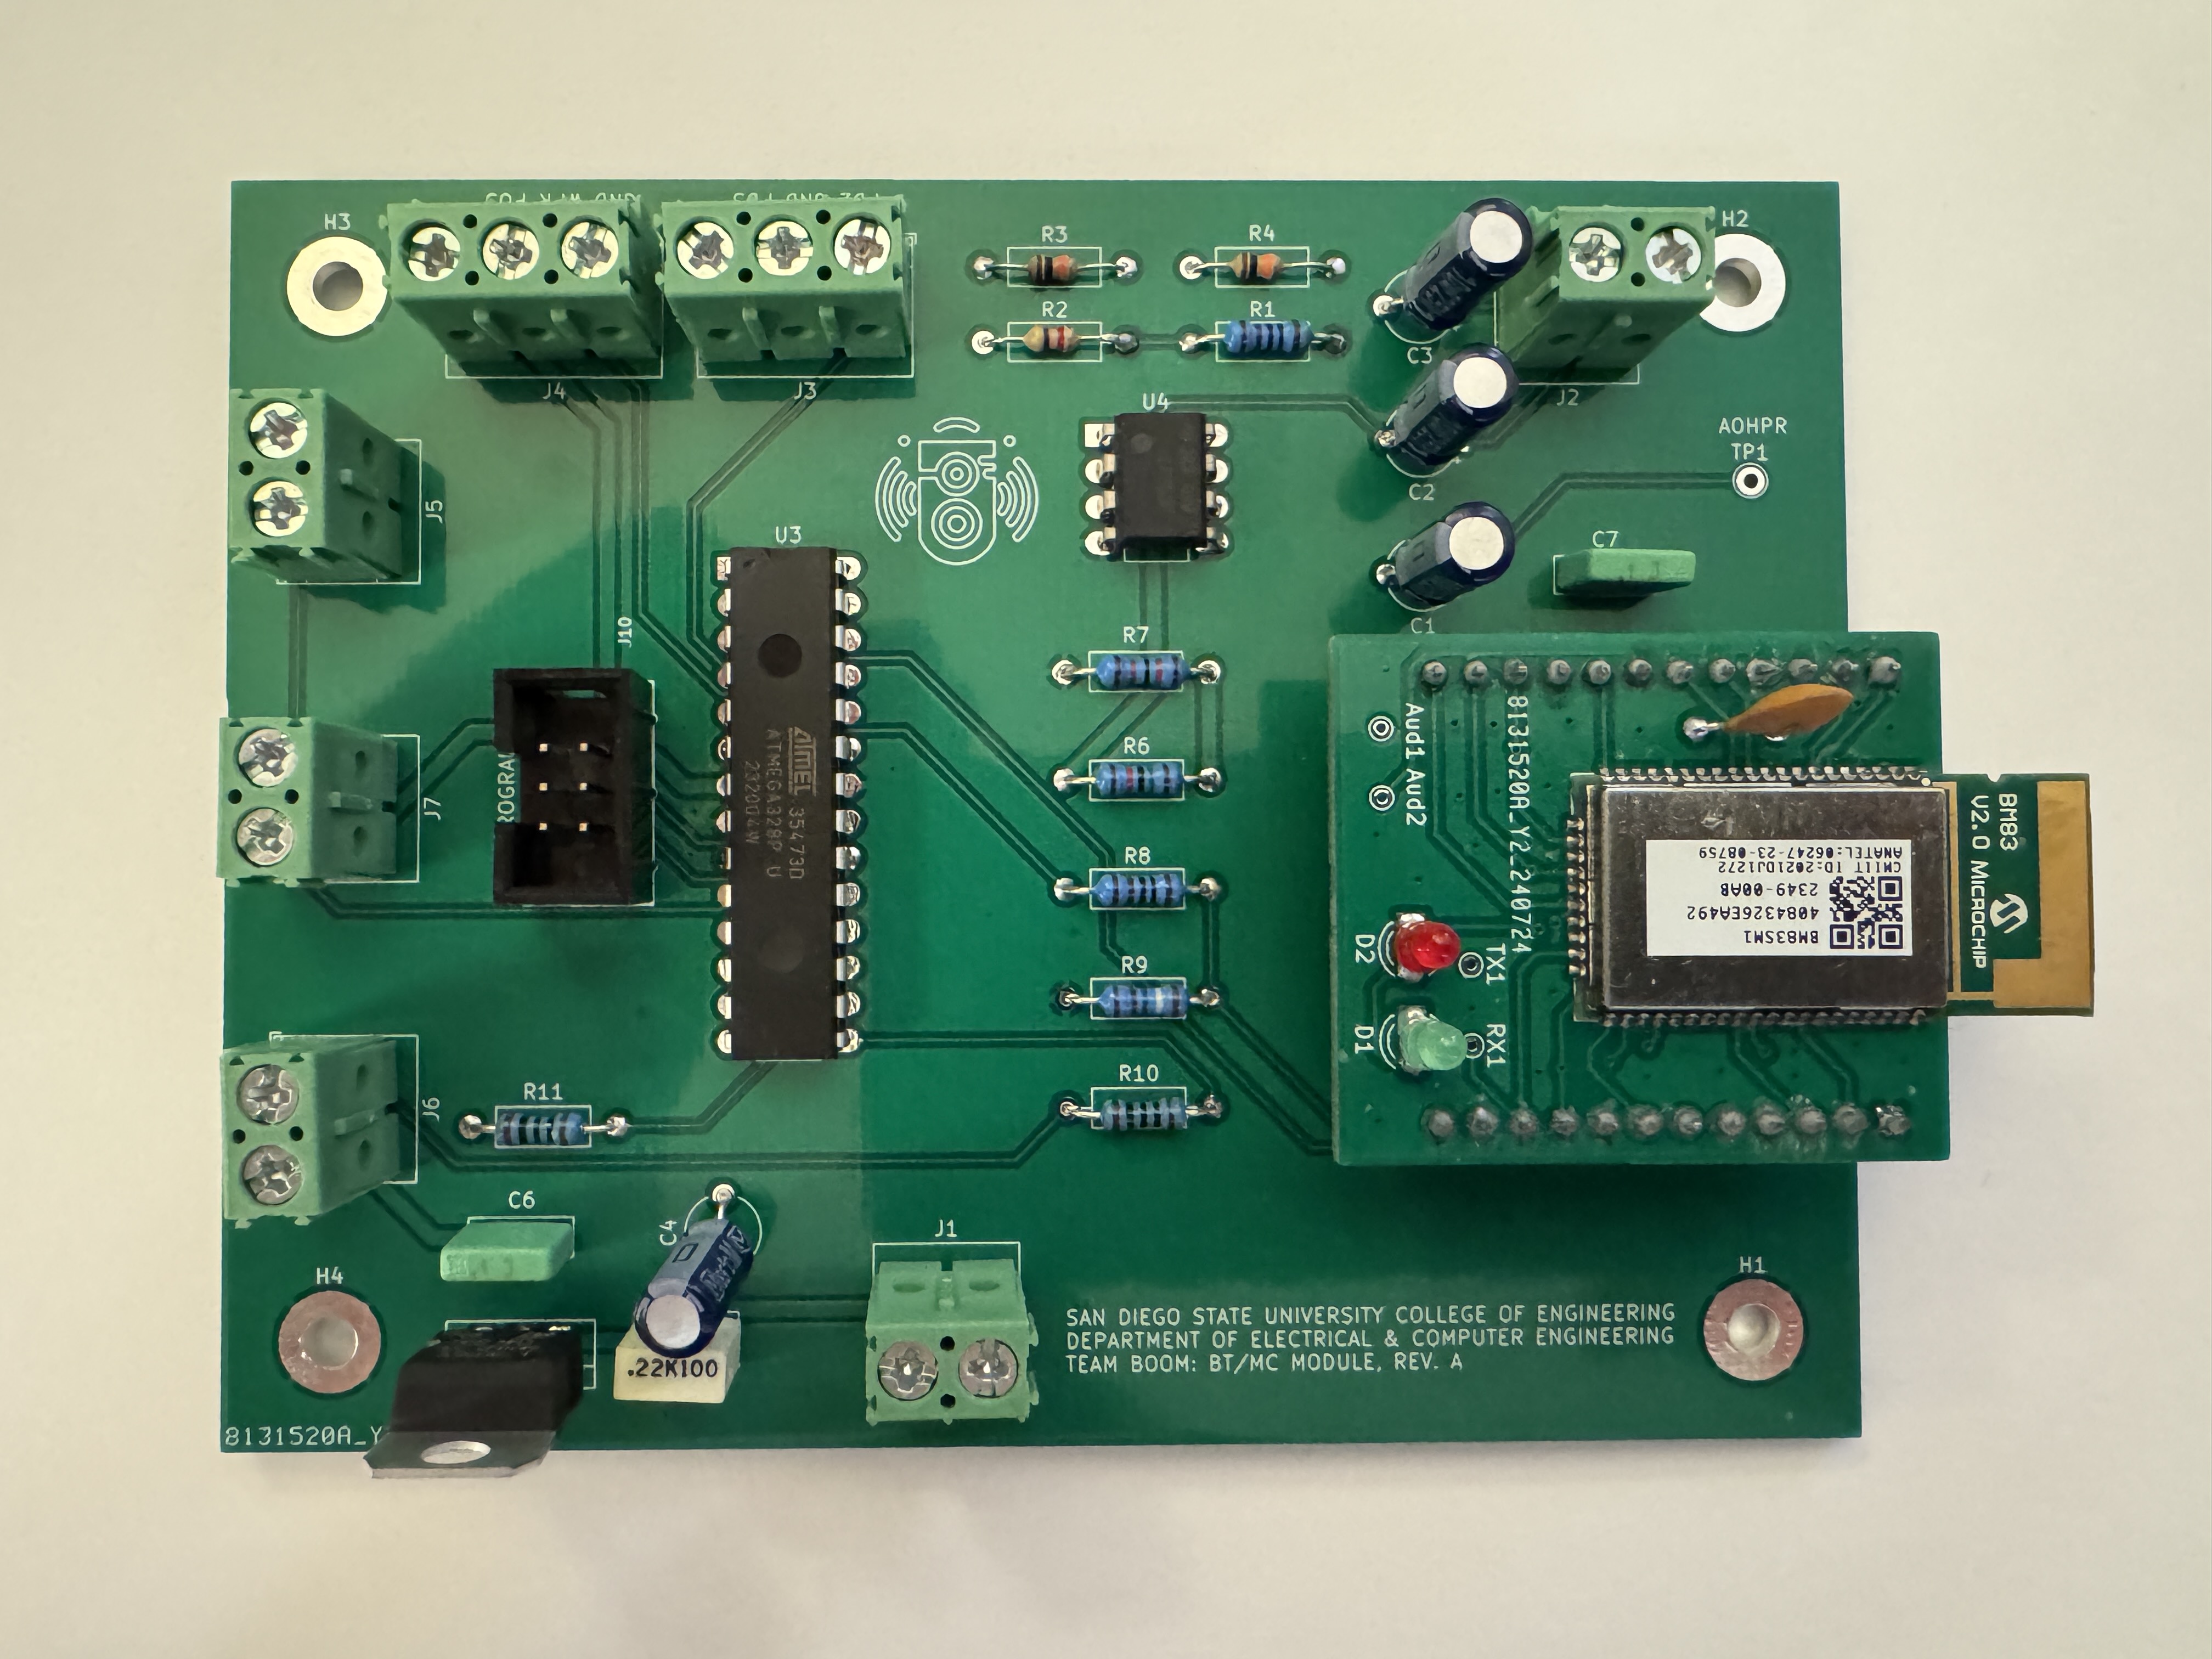 H3
J4
J3
R3
R4
R2
R1
C3
H2
J2
AOHPR
TP1
U4
C2
J5
C7
C1
U3
J10
R7
R6
R8
R9
R10
J7
Atmel 35473D
ATMEGA328P U
Aud1 Aud2
8131520A_Y2_240724
D2
TX1
D1
RX1
BM83SM1
4084326EA492
2349-00AB
CMIIT ID:2021DJ1272
ANATEL:06247-23-08759
BM83
V2.0 MICROCHIP
J6
R11
C6
C4
J1
H4
H1
.22K100
SAN DIEGO STATE UNIVERSITY COLLEGE OF ENGINEERING
DEPARTMENT OF ELECTRICAL & COMPUTER ENGINEERING
TEAM BOOM: BT/MC MODULE, REV. A
8131520A_Y